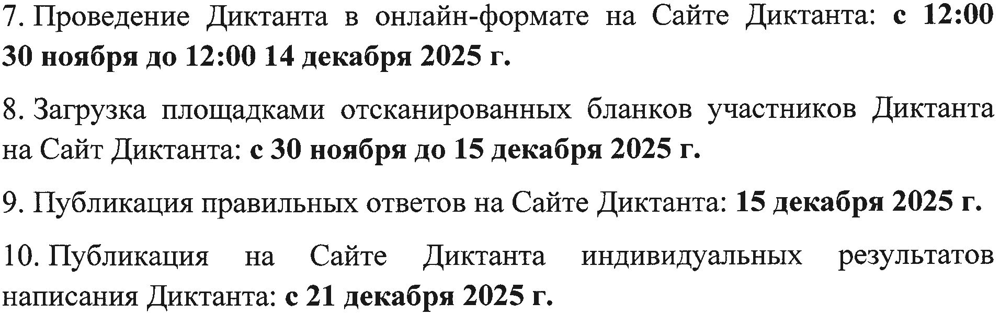 7. Проведение Диктанта в онлайн-формате на Сайте Диктанта: с 12:00
30 ноября до 12:00 14 декабря 2025 г.
8. Загрузка площадками отсканированных бланков участников Диктанта
на Сайт Диктанта: с 30 ноября до 15 декабря 2025 г.
9. Публикация правильных ответов на Сайте Диктанта: 15 декабря 2025 г.
10. Публикация на Сайте Диктанта индивидуальных результатов
написания Диктанта: с 21 декабря 2025 г.